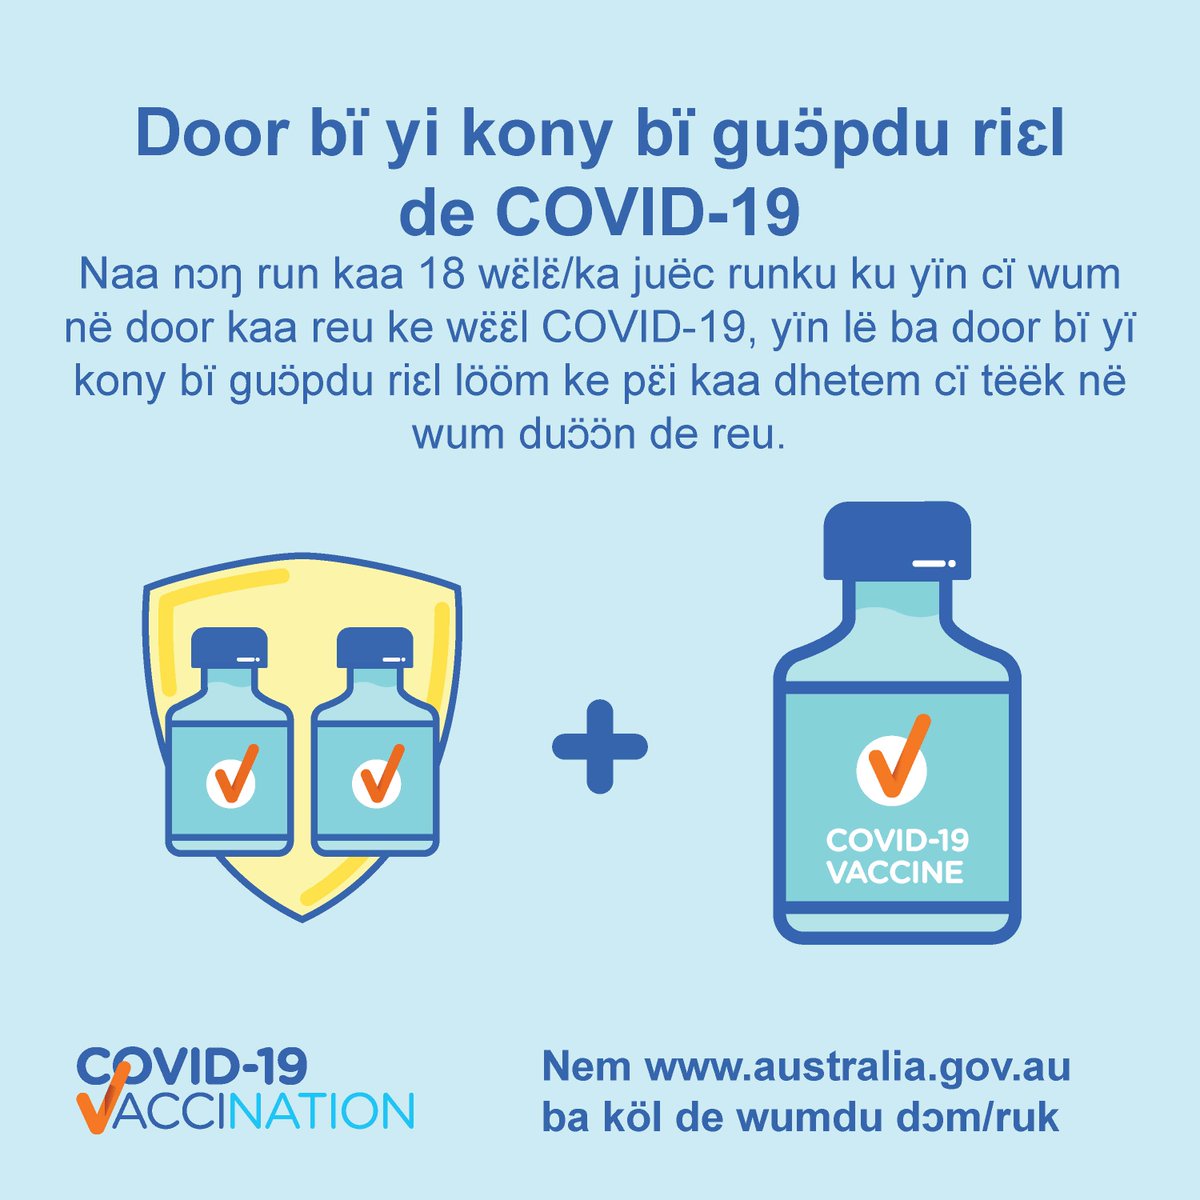 Door bï yi kony bï guɔ̈pdu riɛl
de COVID-19
Naa nɔŋ run kaa 18 wɛ̈lɛ̈/ka juëc runku ku yïn cï wum
në door kaa reu ke wɛ̈ɛ̈l COVID-19, yïn lë ba door bï yï
kony bï guɔ̈pdu riɛl lööm ke pɛ̈i kaa dhetem cï tëëk në
wum duɔ̈ɔ̈n de reu.
COVID-19
VACCINE
COVID-19
VACCINATION
Nem www.australia.gov.au
ba köl de wumdu dɔm/ruk